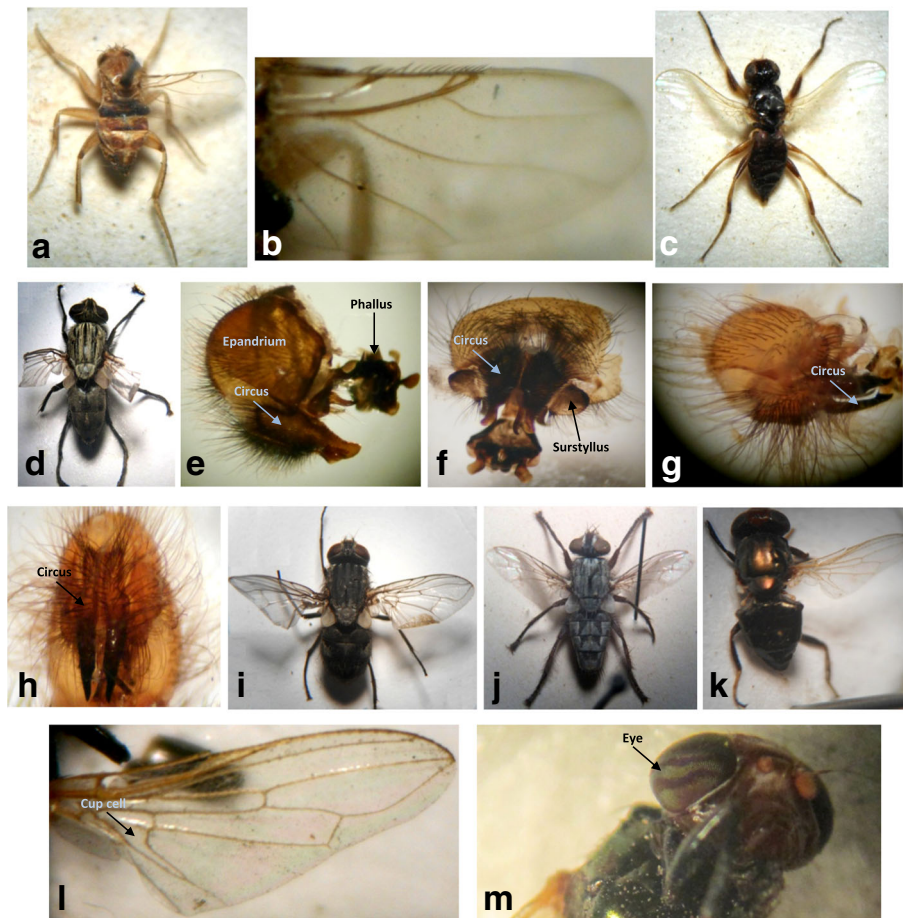 a
b
c
Phallus
Epandrium
Circus
d
e
Circus
Surstyllus
f
Circus
g
Circus
h
i
j
k
Cup cell
l
Eye
m